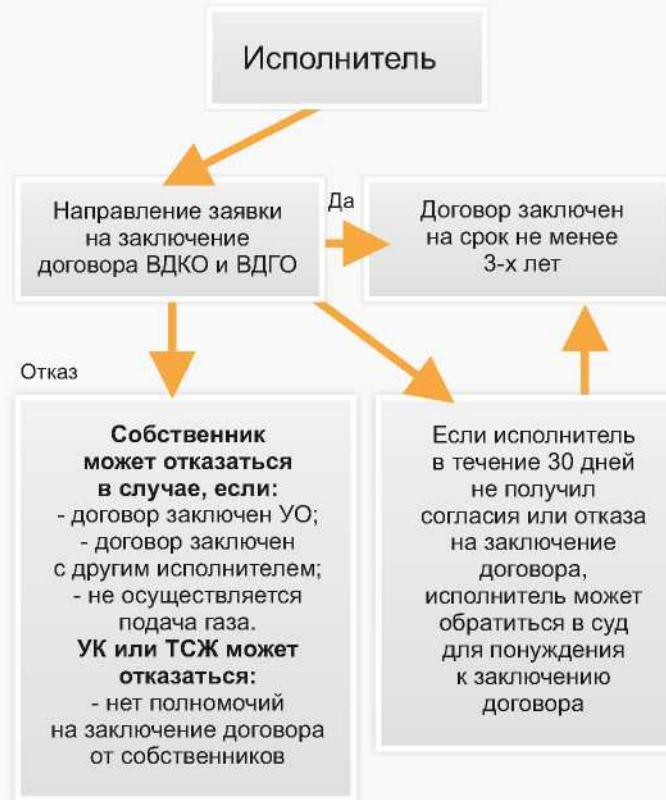 Исполнитель
Направление заявки
на заключение
договора ВДКО и ВДГО
Да
Договор заключен
на срок не менее
3-х лет
Отказ
Собственник
может отказаться
в случае, если:
- договор заключен УО;
- договор заключен
с другим исполнителем;
- не осуществляется
подача газа.
УК или ТСЖ может
отказаться:
- нет полномочий
на заключение договора
от собственников
Если исполнитель
в течение 30 дней
не получил
согласия или отказа
на заключение
договора,
исполнитель может
обратиться в суд
для понуждения
к заключению
договора